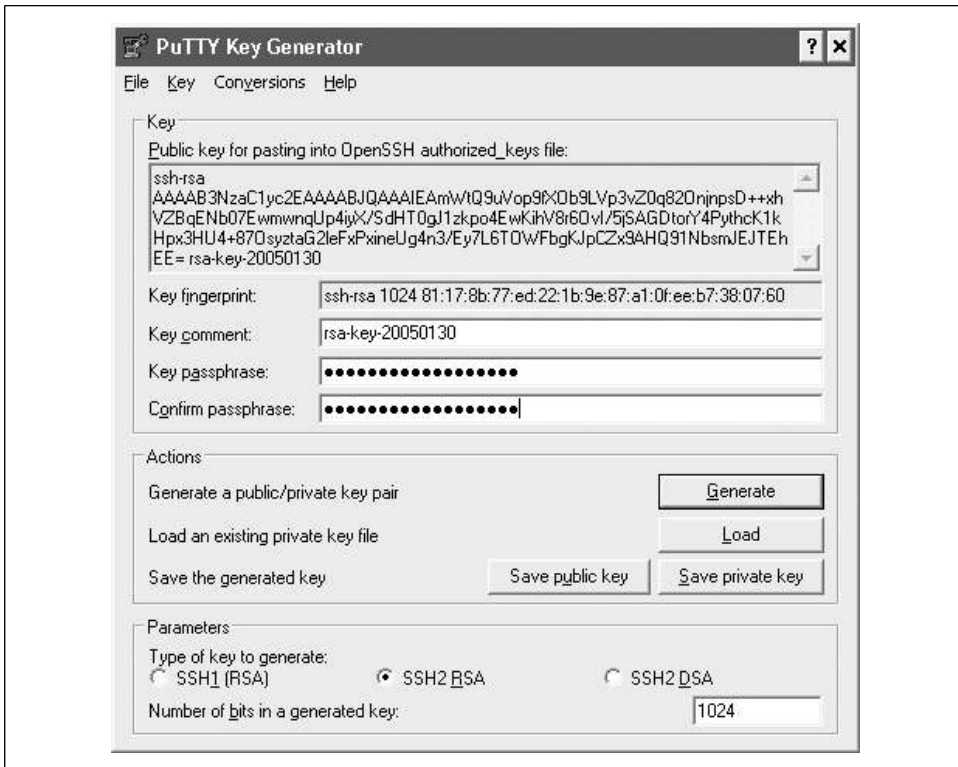 PuTTY Key Generator
File Key Conversions Help
Key
Public key for pasting into OpenSSH authorized_keys file:
ssh-rsa
AAAAB3NzaC1yc2EAAAABJQAAAIEAmWtQ9uVop9fXOb9LVp3vZ0q82OnjnpsD++xh
VZBqENb07EwmwnqUp4iyX/SdHT0gJ1zkpo4EwKihV8r6OvI/5jSAGDtorY4PythcK1k
Hpx3HU4+87OsyztaG2IeFxPxineUg4n3/Ey7L6TOWFbgKJpCZx9AHQ91NbsmJEJTEh
EE= rsa-key-20050130
Key fingerprint: ssh-rsa 1024 81:17:8b:77:ed:22:1b:9e:87:a1:0f:ee:b7:38:07:60
Key comment: rsa-key-20050130
Key passphrase: ●●●●●●●●●●●●●●●●●●
Confirm passphrase: ●●●●●●●●●●●●●●●●●●
Actions
Generate a public/private key pair Generate
Load an existing private key file Load
Save the generated key Save public key Save private key
Parameters
Type of key to generate:
SSH1 (RSA) SSH2 RSA SSH2 DSA
Number of bits in a generated key: 1024